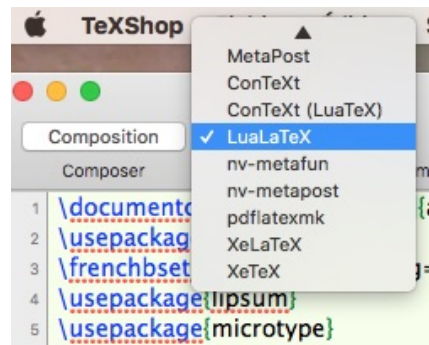 TeXShop
MetaPost
ConTeXt
ConTeXt (LuaTeX)
Composition
✓ LuaLaTeX
Composer
nv-metafun
nv-metapost
pdflatexmk
XeLaTeX
XeTeX
1 \documentc
2 \usepackag
3 \frenchbset
4 \usepackage{lipsum}
5 \usepackage{microtype}